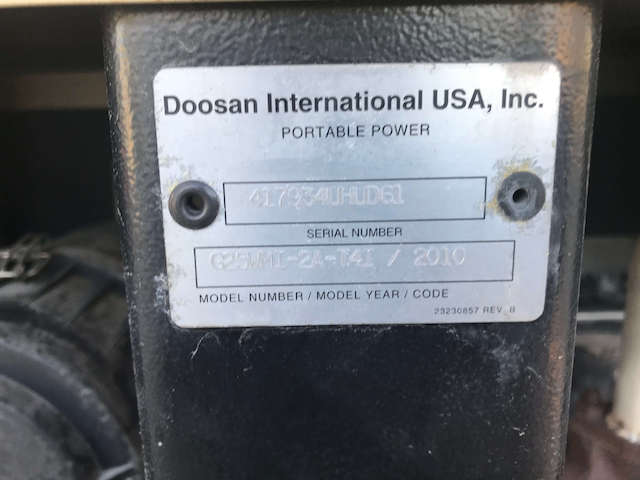 Doosan International USA, Inc.
PORTABLE POWER
417934UHUDG1
SERIAL NUMBER
G25WMI-2A-T4I / 2010
MODEL NUMBER / MODEL YEAR / CODE
23230857 REV_B